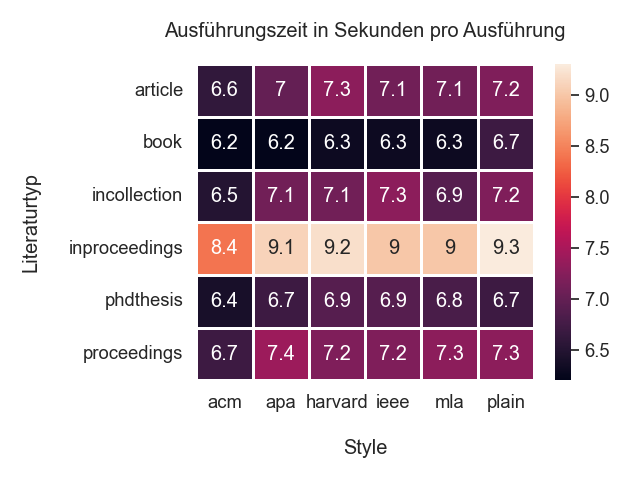 Ausführungszeit in Sekunden pro Ausführung
article 6.6 7 7.3 7.1 7.1 7.2
book 6.2 6.2 6.3 6.3 6.3 6.7
incollection 6.5 7.1 7.1 7.3 6.9 7.2
inproceedings 8.4 9.1 9.2 9 9 9.3
phdthesis 6.4 6.7 6.9 6.9 6.8 6.7
proceedings 6.7 7.4 7.2 7.2 7.3 7.3
acm apa harvard ieee mla plain
Style
Literaturtyp
9.0
8.5
8.0
7.5
7.0
6.5